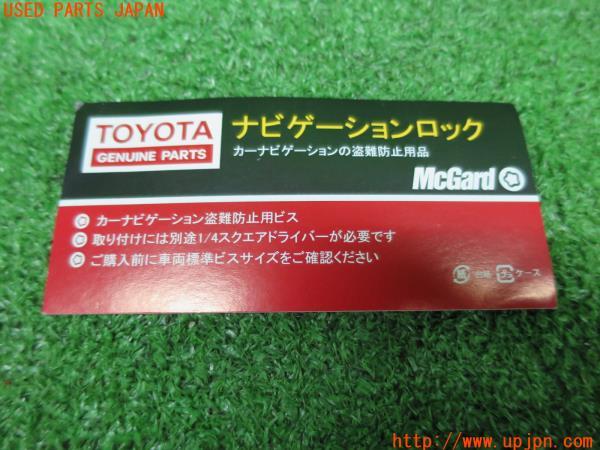 USED PARTS JAPAN
TOYOTA
GENUINE PARTS
ナビゲーションロック
カーナビゲーションの盗難防止用品
McGard
カーナビゲーション盗難防止用ビス
取り付けには別途1/4スクエアドライバーが必要です
ご購入前に車両標準ビスサイズをご確認ください
紙 台紙 プラ ケース
http://www.upjpn.com/